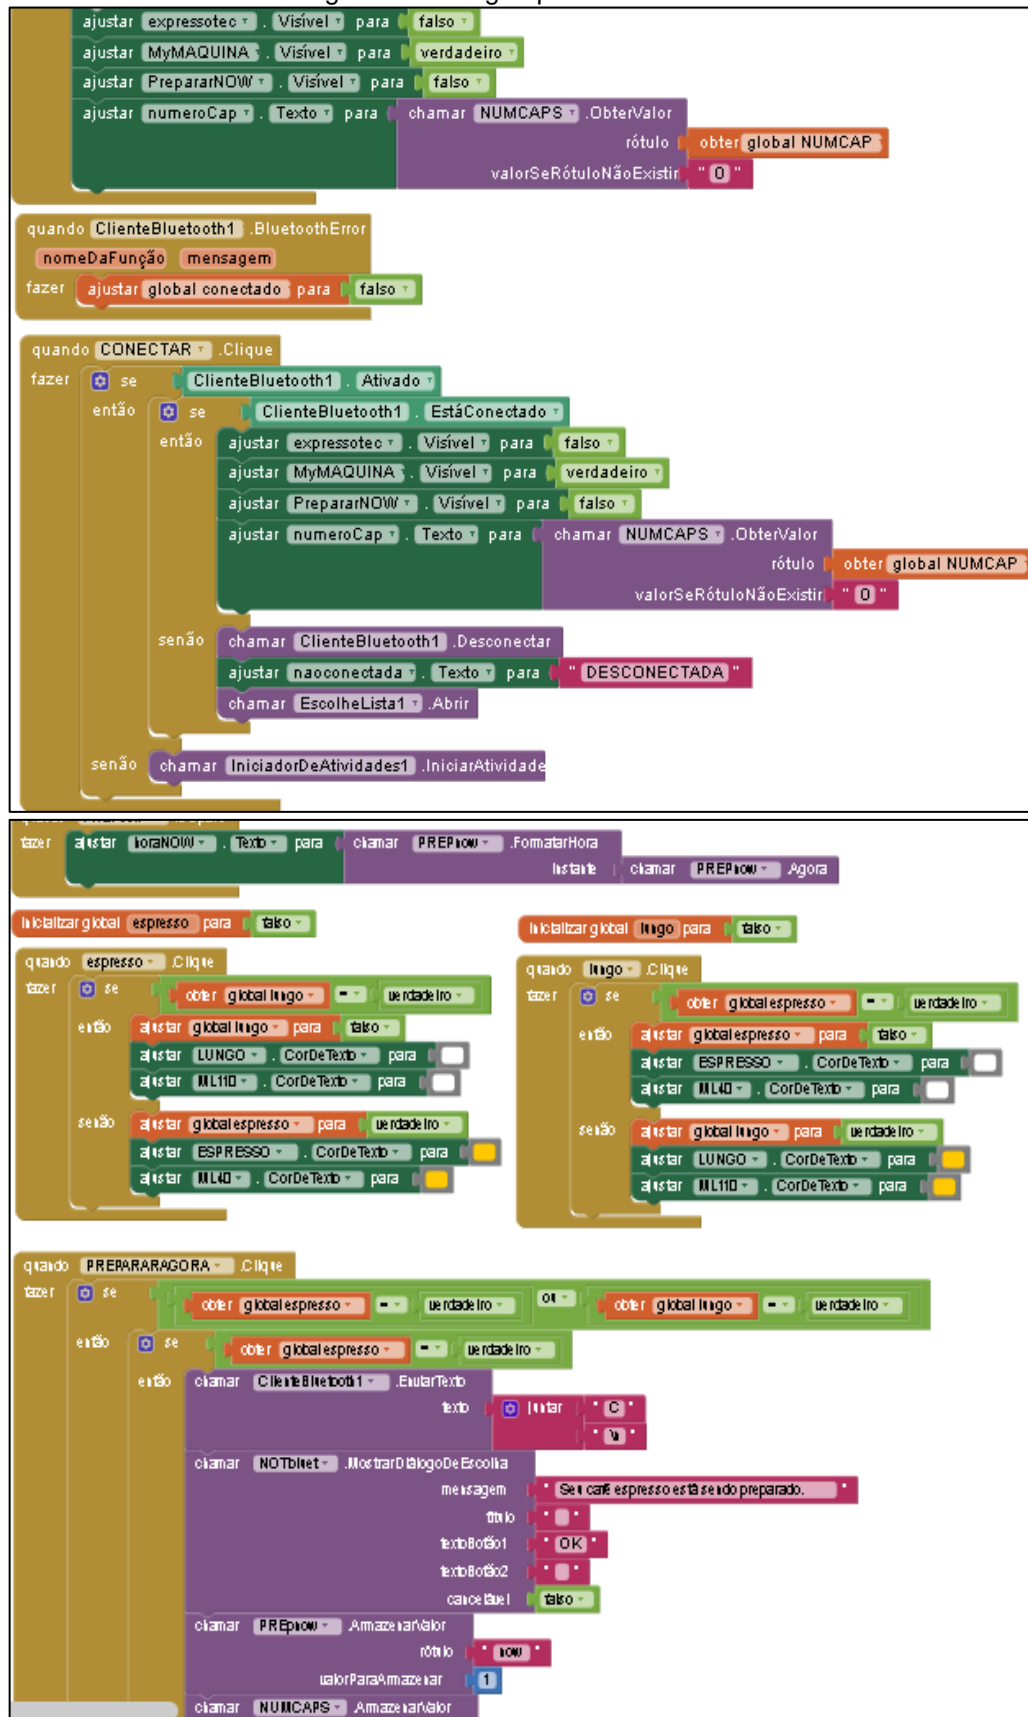 ajustar expressotec . Visível para falso
ajustar MyMAQUINA . Visível para verdadeiro
ajustar PrepararNOW . Visível para falso
ajustar numeroCap . Texto para chamar NUMCAPS .ObterValor
rótulo obter global NUMCAP
valorSeRótuloNãoExistir " 0 "
quando ClienteBluetooth1 .BluetoothError
nomeDaFunção mensagem
fazer ajustar global conectado para falso
quando CONECTAR .Clique
fazer se ClienteBluetooth1 . Ativado
então se ClienteBluetooth1 . EstáConectado
então ajustar expressotec . Visível para falso
ajustar MyMAQUINA . Visível para verdadeiro
ajustar PrepararNOW . Visível para falso
ajustar numeroCap . Texto para chamar NUMCAPS .ObterValor
rótulo obter global NUMCAP
valorSeRótuloNãoExistir " 0 "
senão chamar ClienteBluetooth1 .Desconectar
ajustar naoconectada . Texto para " DESCONECTADA "
chamar EscolheLista1 .Abrir
senão chamar IniciadorDeAtividades1 .IniciarAtividade
fazer ajustar horaNOW . Texto para chamar PREPnow .FormatarHora
Instante chamar PREPnow .Agora
Inicializar global espresso para falso
Inicializar global lungo para falso
quando espresso .Clique
fazer se obter global lungo = verdadeiro
então ajustar global lungo para falso
ajustar LUNGO . CorDeTexto para
ajustar ML110 . CorDeTexto para
senão ajustar global espresso para verdadeiro
ajustar ESPRESSO . CorDeTexto para
ajustar ML40 . CorDeTexto para
quando lungo .Clique
fazer se obter global espresso = verdadeiro
então ajustar global espresso para falso
ajustar ESPRESSO . CorDeTexto para
ajustar ML40 . CorDeTexto para
senão ajustar global lungo para verdadeiro
ajustar LUNGO . CorDeTexto para
ajustar ML110 . CorDeTexto para
quando PREPARARAGORA .Clique
fazer se obter global espresso = verdadeiro ou obter global lungo = verdadeiro
então se obter global espresso = verdadeiro
então chamar ClienteBluetooth1 .EnviarTexto
texto juntar " C "
" \n "
chamar NOTbluet .MostrarDiálogoDeEscolha
mensagem " Seu café espresso está sendo preparado. "
título " "
textoBotão1 " OK "
textoBotão2 " "
cancelável falso
chamar PREpnow .ArmazenarValor
rótulo " now "
valorParaArmazenar 1
chamar NUMCAPS .ArmazenarValor